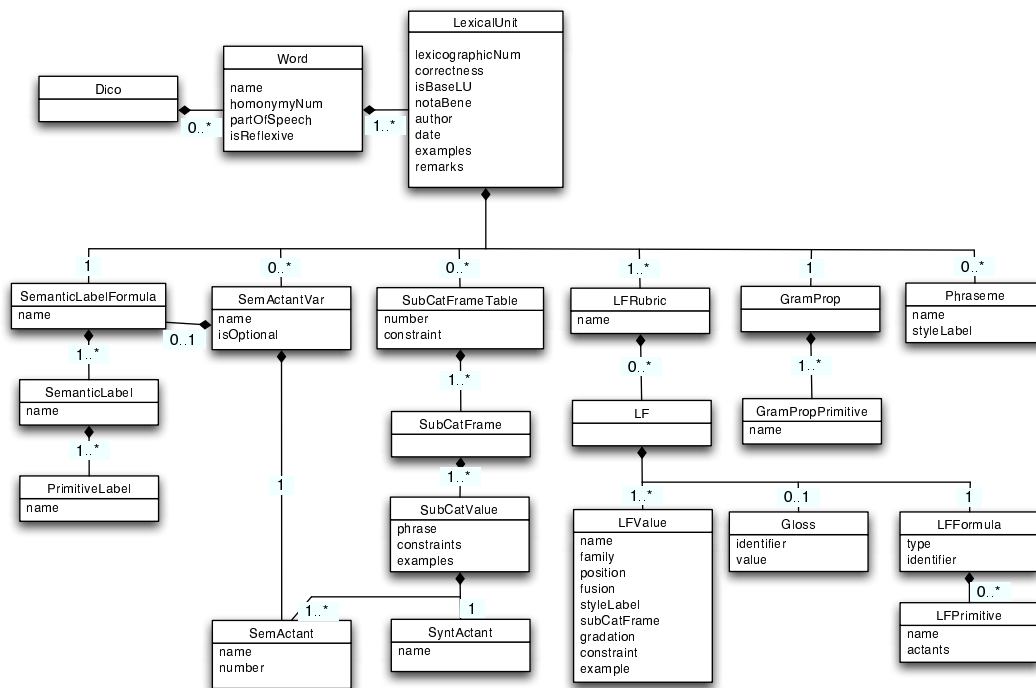 LexicalUnit
lexicographicNum
correctness
isBaseLU
notaBene
author
date
examples
remarks
Word
name
homonymyNum
partOfSpeech
isReflexive
Dico
0..*
1..*
1
0..*
0..*
1..*
1
0..*
SemanticLabelFormula
name
SemActantVar
name
isOptional
SubCatFrameTable
number
constraint
LFRubric
name
GramProp
Phraseme
name
styleLabel
0..1
1..*
1..*
0..*
1..*
SemanticLabel
name
SubCatFrame
LF
GramPropPrimitive
name
1..*
1..*
PrimitiveLabel
name
1
SubCatValue
phrase
constraints
examples
1..*
0..1
1
LFValue
name
family
position
fusion
styleLabel
subCatFrame
gradation
constraint
example
Gloss
identifier
value
LFFormula
type
identifier
0..*
LFPrimitive
name
actants
1..*
1
SemActant
name
number
SyntActant
name